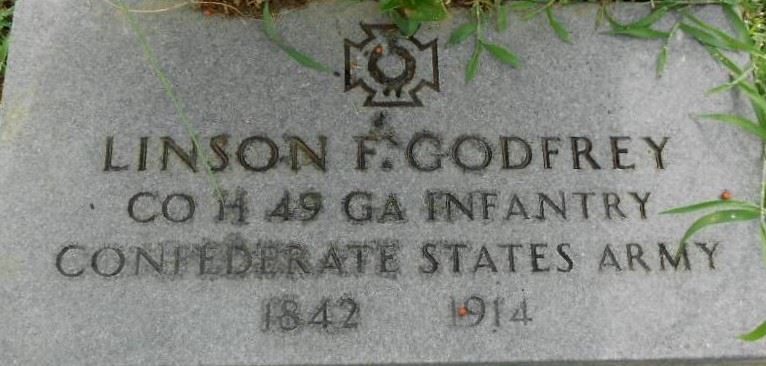 LINSON F. GODFREY
CO H 49 GA INFANTRY
CONFEDERATE STATES ARMY
1842 1914